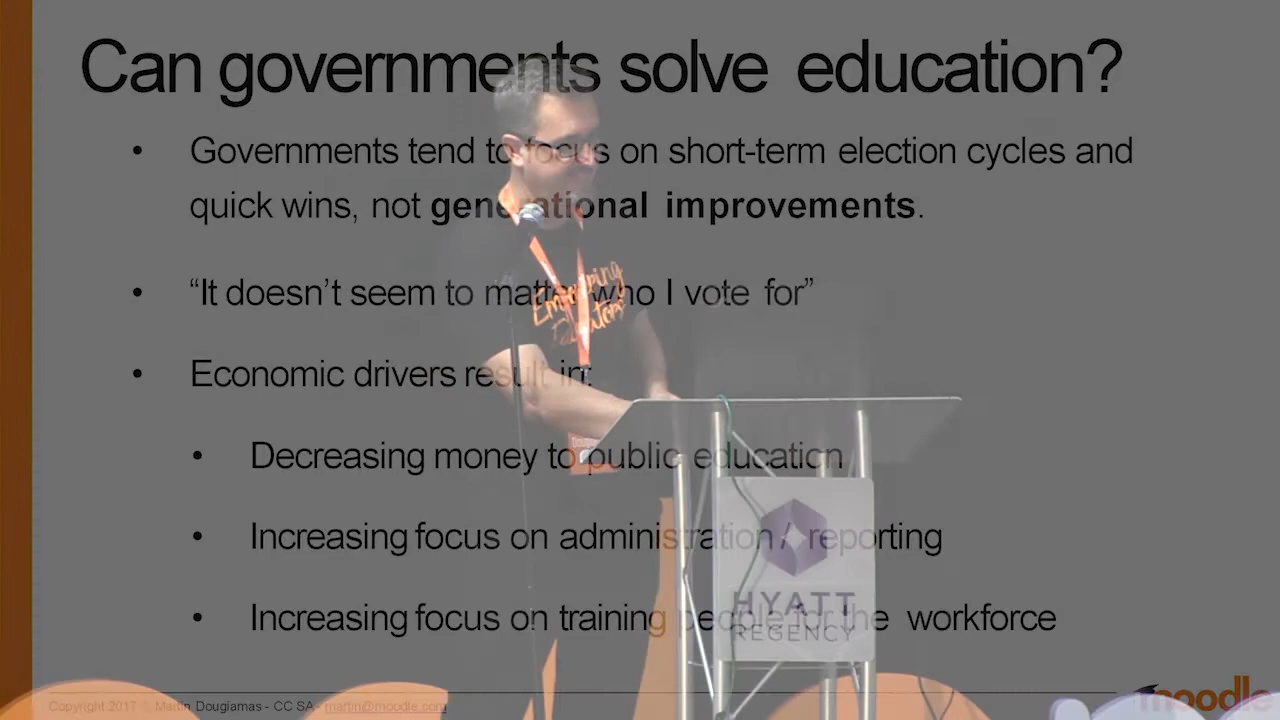 Can governments solve education?
• Governments tend to focus on short-term election cycles and
quick wins, not generational improvements.
• “It doesn’t seem to matter who I vote for”
• Economic drivers result in:
• Decreasing money to public education
• Increasing focus on administration / reporting
• Increasing focus on training people for the workforce
Empowering
Educators
HYATT
REGENCY
Copyright 2017 © Martin Dougiamas - CC SA - martin@moodle.com
moodle